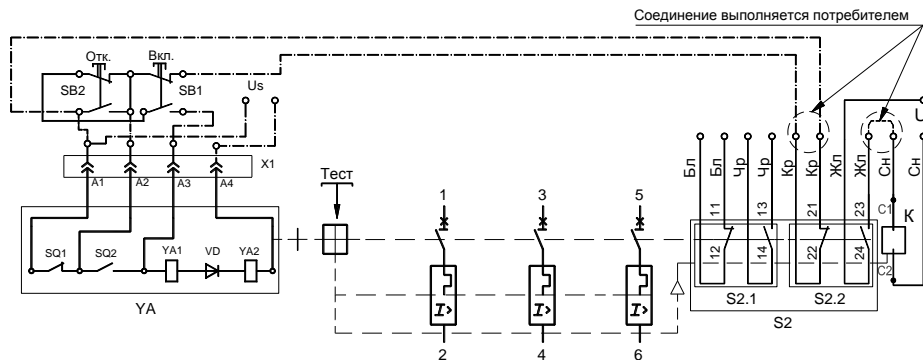 Соединение выполняется потребителем
Отк. Вкл.
SB2 SB1 Us
X1
A1 A2 A3 A4
SQ1 SQ2 YA1 VD YA2
YA
Тест
1 3 5
2 4 6
Бл Бл Чр Чр Кр Кр Жл Жл Сн Сн
U
11 13 21 23
12 14 22 24
C1
K
C2
S2.1 S2.2
S2
I> I> I>